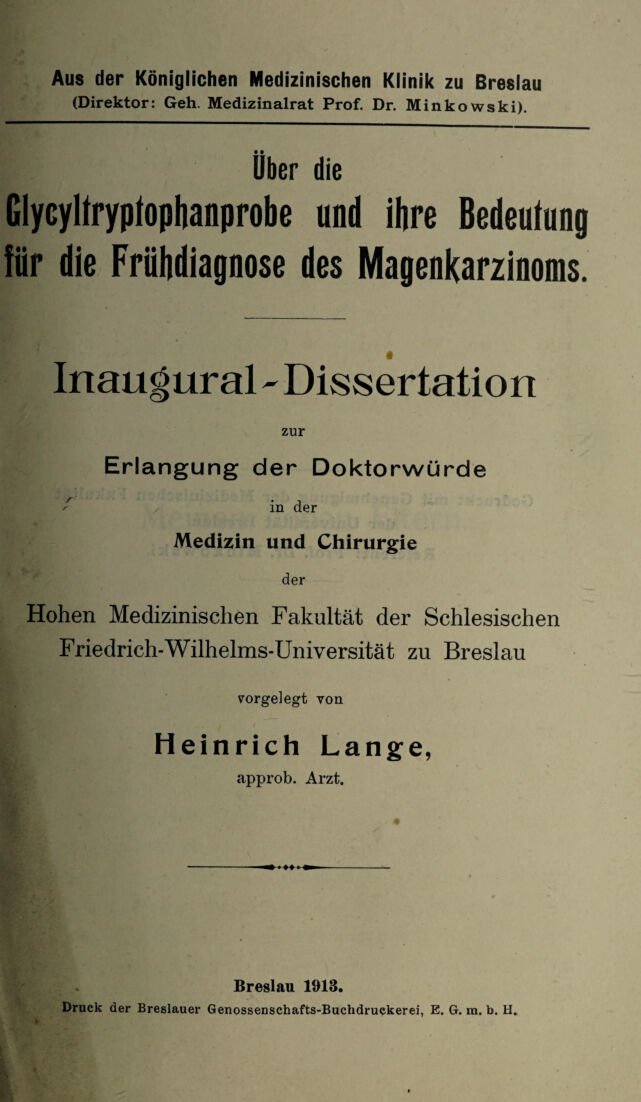 Aus der Königlichen Medizinischen Klinik zu Breslau
(Direktor: Geh. Medizinalrat Prof. Dr. Minkowski).
Über die
Glycyltryptophanprobe und ihre Bedeutung
für die Frühdiagnose des Magenkarzinoms.
Inaugural-Dissertation
zur
Erlangung der Doktorwürde
in der
Medizin und Chirurgie
der
Hohen Medizinischen Fakultät der Schlesischen
Friedrich-Wilhelms-Universität zu Breslau
vorgelegt von
Heinrich Lange,
approb. Arzt.
Breslau 1913.
Druck der Breslauer Genossenschafts-Buchdruckerei, E. G. m. b. H.